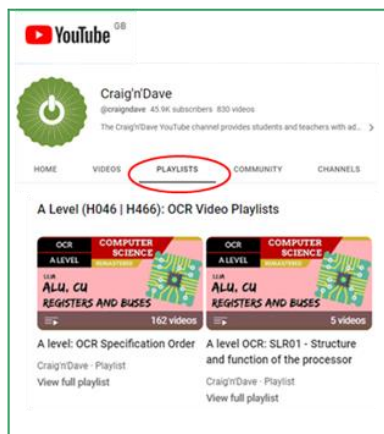 YouTube GB
Craig'n'Dave
@craigndave 45.9K subscribers 830 videos
The Craig'n'Dave YouTube channel provides students and teachers with ad...
HOME VIDEOS PLAYLISTS COMMUNITY CHANNELS
A Level (H046 | H466): OCR Video Playlists
OCR
A LEVEL
COMPUTER
SCIENCE
REMASTERED
ALU, CU
REGISTERS AND BUSES
162 videos
A level: OCR Specification Order
Craig'n'Dave · Playlist
View full playlist
OCR
A LEVEL
COMPUTER
SCIENCE
REMASTERED
ALU, CU
REGISTERS AND BUSES
5 videos
A level OCR: SLR01 - Structure
and function of the processor
Craig'n'Dave · Playlist
View full playlist